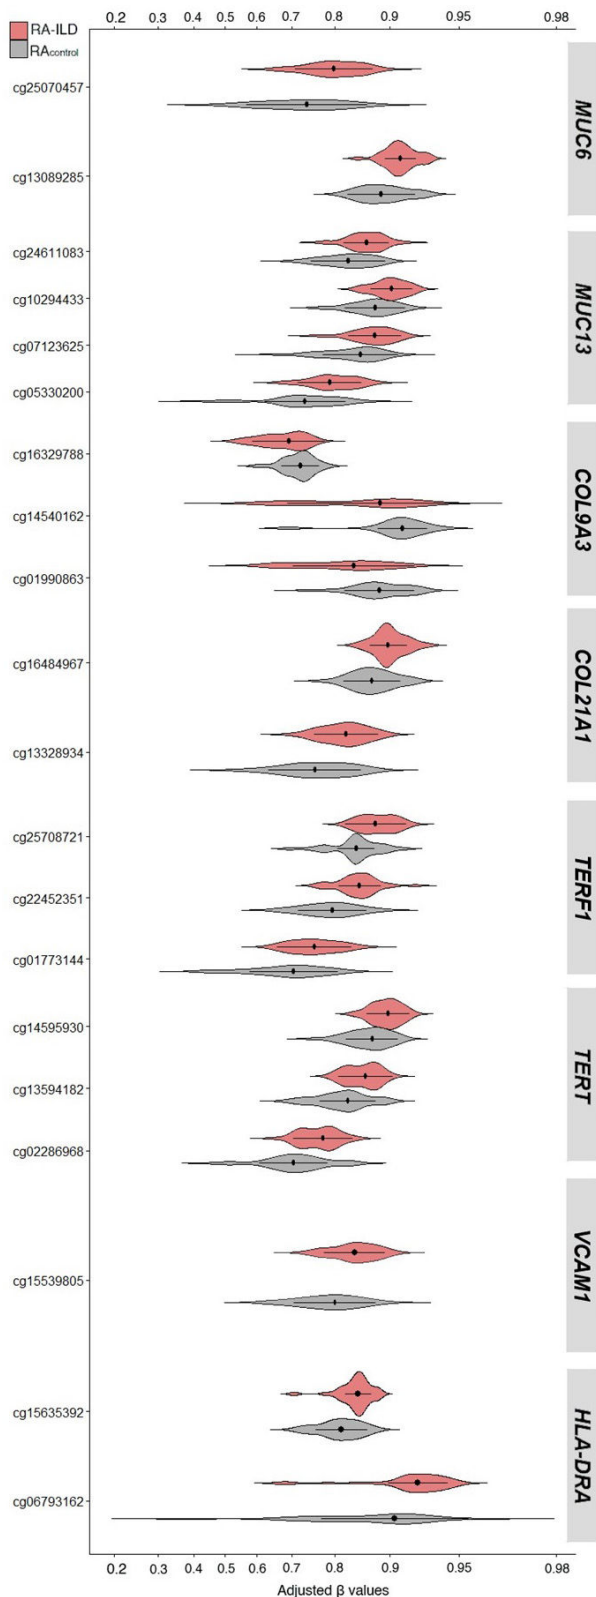 0.2 0.3 0.4 0.5 0.6 0.7 0.8 0.9 0.95 0.98
RA-ILD
RAcontrol
cg25070457
cg13089285
MUC6
cg24611083
cg10294433
cg07123625
cg05330200
MUC13
cg16329788
cg14540162
cg01990863
COL9A3
cg16484967
cg13328934
COL21A1
cg25708721
cg22452351
cg01773144
TERF1
cg14595930
cg13594182
cg02286968
TERT
cg15539805
VCAM1
cg15635392
cg06793162
HLA-DRA
0.2 0.3 0.4 0.5 0.6 0.7 0.8 0.9 0.95 0.98
Adjusted β values